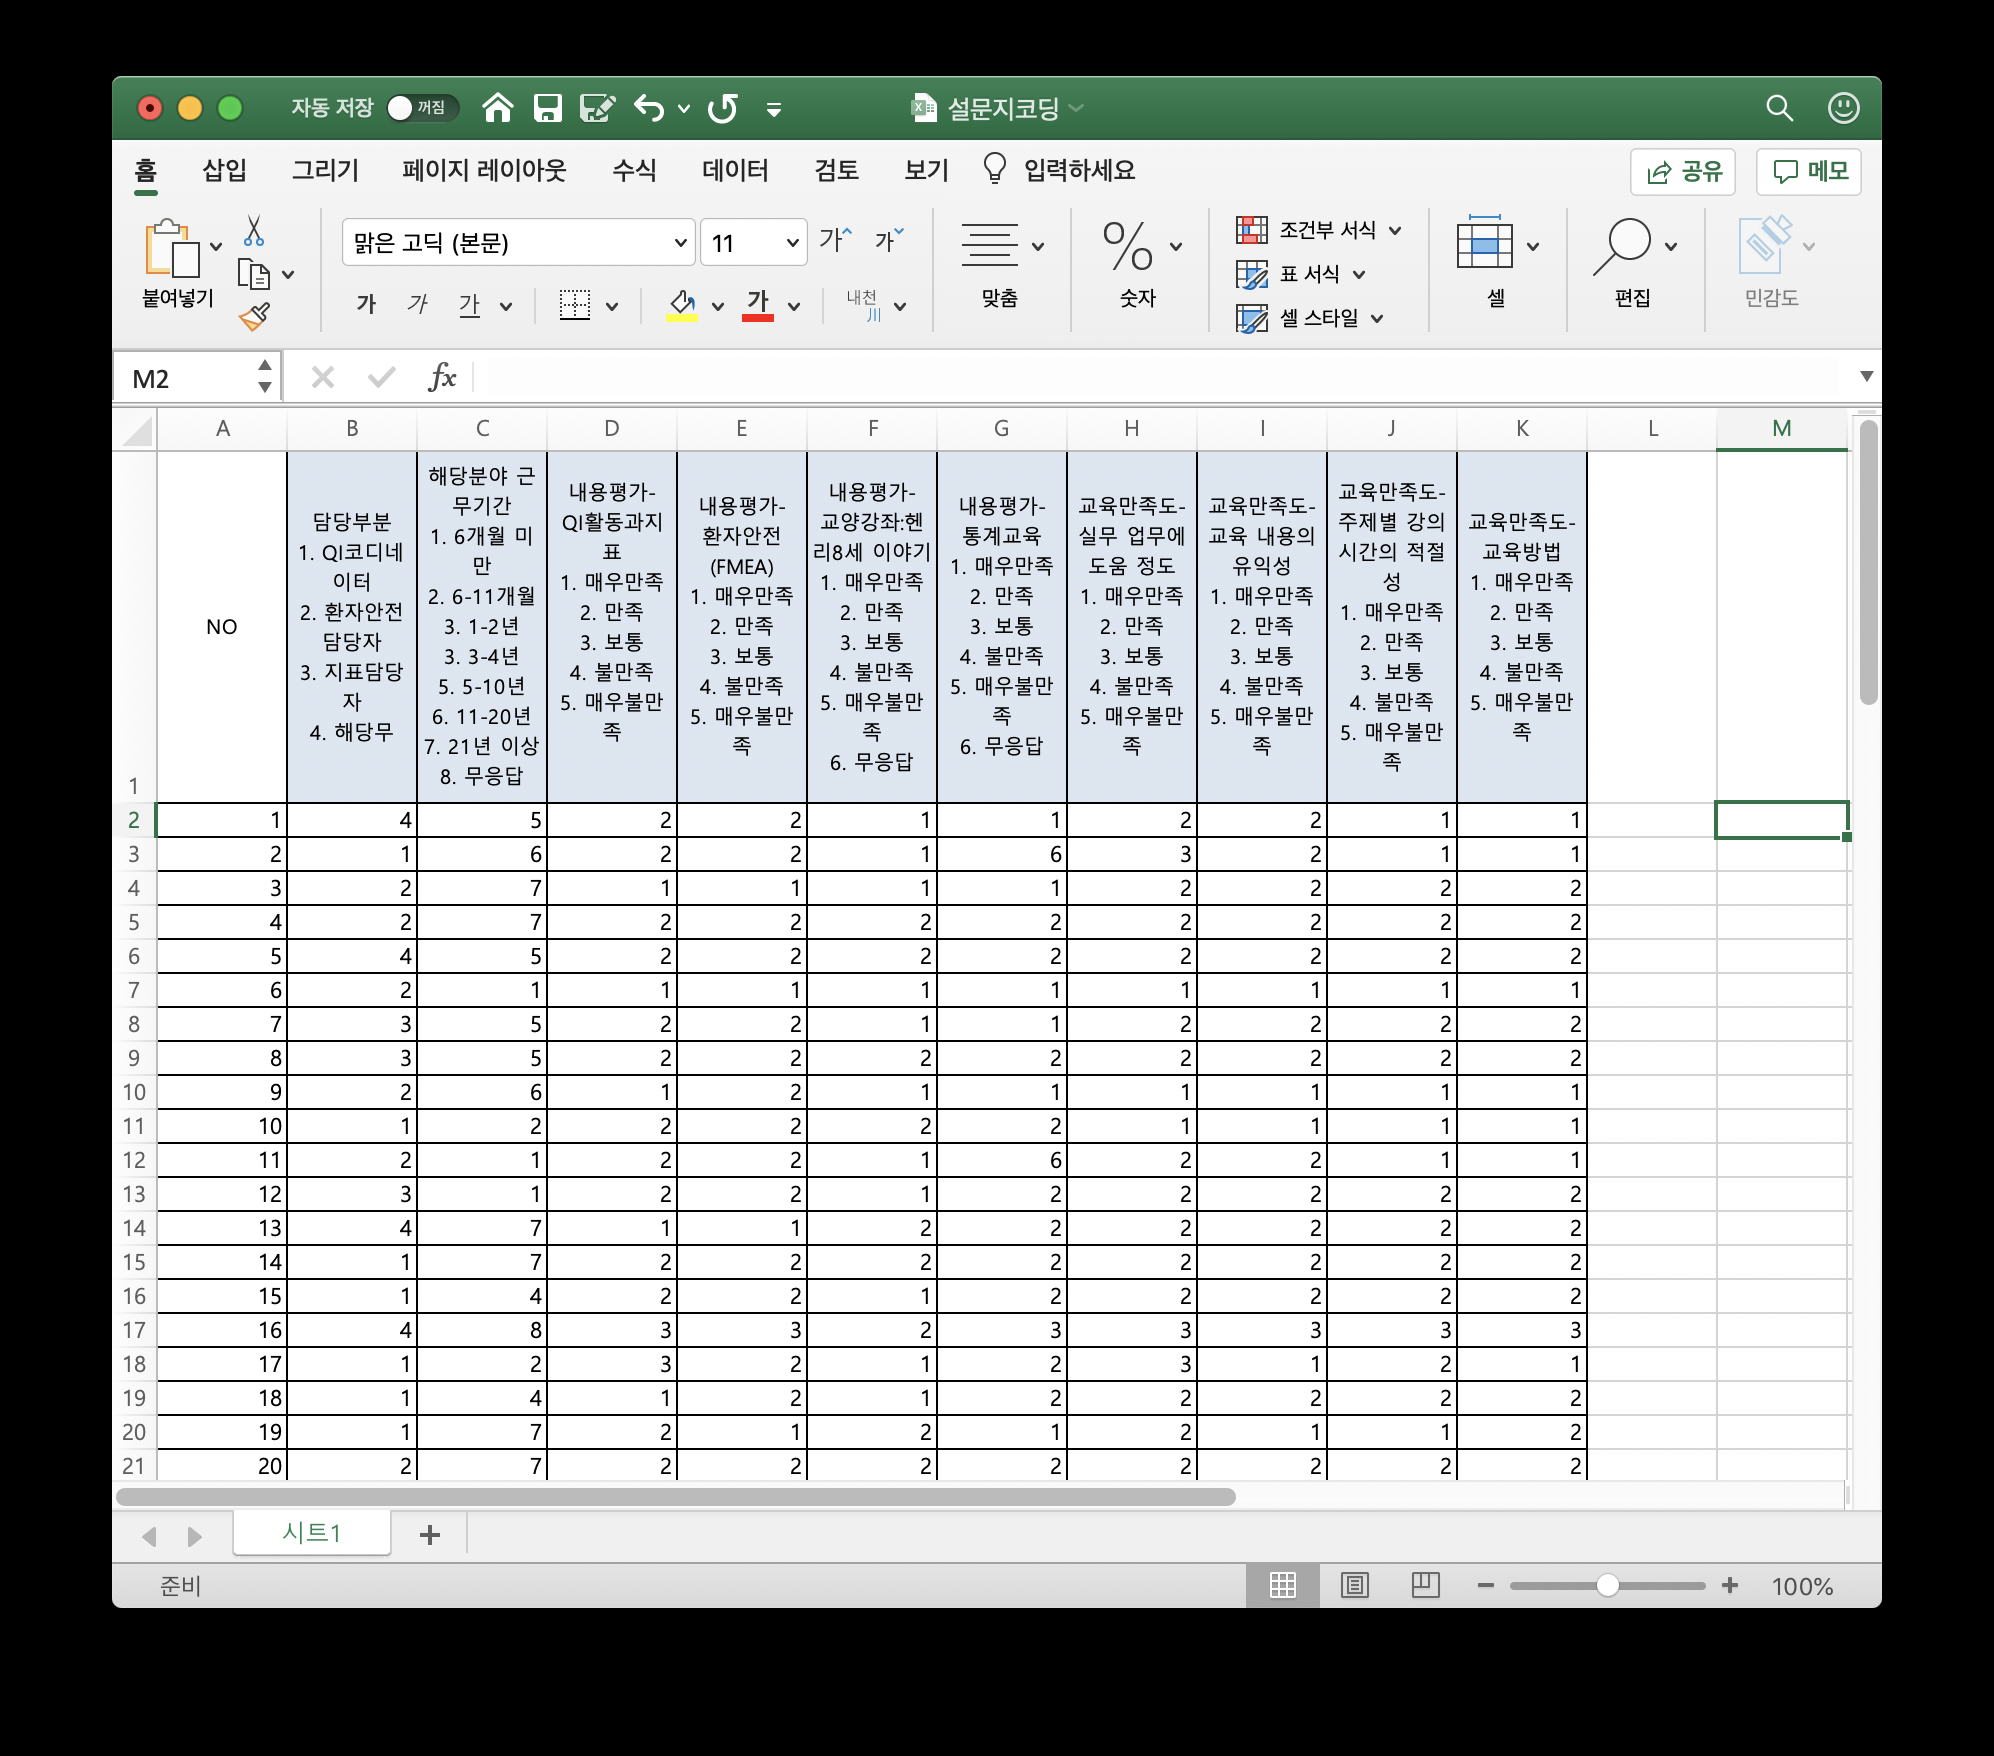 자동 저장 꺼짐 설문지코딩
홈 삽입 그리기 페이지 레이아웃 수식 데이터 검토 보기 입력하세요 공유 메모
붙여넣기
맑은 고딕 (본문) 11 가 가
가 가 가 가 내천 川
맞춤
%
숫자
조건부 서식
표 서식
셀 스타일
셀
편집
민감도
M2 fx
A B C D E F G H I J K L M
1
NO
담당부분
1. QI코디네
이터
2. 환자안전
담당자
3. 지표담당
자
4. 해당무
해당분야 근
무기간
1. 6개월 미
만
2. 6-11개월
3. 1-2년
3. 3-4년
5. 5-10년
6. 11-20년
7. 21년 이상
8. 무응답
내용평가-
QI활동과지
표
1. 매우만족
2. 만족
3. 보통
4. 불만족
5. 매우불만
족
내용평가-
환자안전
(FMEA)
1. 매우만족
2. 만족
3. 보통
4. 불만족
5. 매우불만
족
내용평가-
교양강좌:헨
리8세 이야기
1. 매우만족
2. 만족
3. 보통
4. 불만족
5. 매우불만
족
6. 무응답
내용평가-
통계교육
1. 매우만족
2. 만족
3. 보통
4. 불만족
5. 매우불만
족
6. 무응답
교육만족도-
실무 업무에
도움 정도
1. 매우만족
2. 만족
3. 보통
4. 불만족
5. 매우불만
족
교육만족도-
교육 내용의
유익성
1. 매우만족
2. 만족
3. 보통
4. 불만족
5. 매우불만
족
교육만족도-
주제별 강의
시간의 적절
성
1. 매우만족
2. 만족
3. 보통
4. 불만족
5. 매우불만
족
교육만족도-
교육방법
1. 매우만족
2. 만족
3. 보통
4. 불만족
5. 매우불만
족
2 1 4 5 2 2 1 1 2 2 1 1
3 2 1 6 2 2 1 6 3 2 1 1
4 3 2 7 1 1 1 1 2 2 2 2
5 4 2 7 2 2 2 2 2 2 2 2
6 5 4 5 2 2 2 2 2 2 2 2
7 6 2 1 1 1 1 1 1 1 1 1
8 7 3 5 2 2 1 1 2 2 2 2
9 8 3 5 2 2 2 2 2 2 2 2
10 9 2 6 1 2 1 1 1 1 1 1
11 10 1 2 2 2 2 2 1 1 1 1
12 11 2 1 2 2 1 6 2 2 1 1
13 12 3 1 2 2 1 2 2 2 2 2
14 13 4 7 1 1 2 2 2 2 2 2
15 14 1 7 2 2 2 2 2 2 2 2
16 15 1 4 2 2 1 2 2 2 2 2
17 16 4 8 3 3 2 3 3 3 3 3
18 17 1 2 3 2 1 2 3 1 2 1
19 18 1 4 1 2 1 2 2 2 2 2
20 19 1 7 2 1 2 1 2 1 1 2
21 20 2 7 2 2 2 2 2 2 2 2
시트1
준비 100%